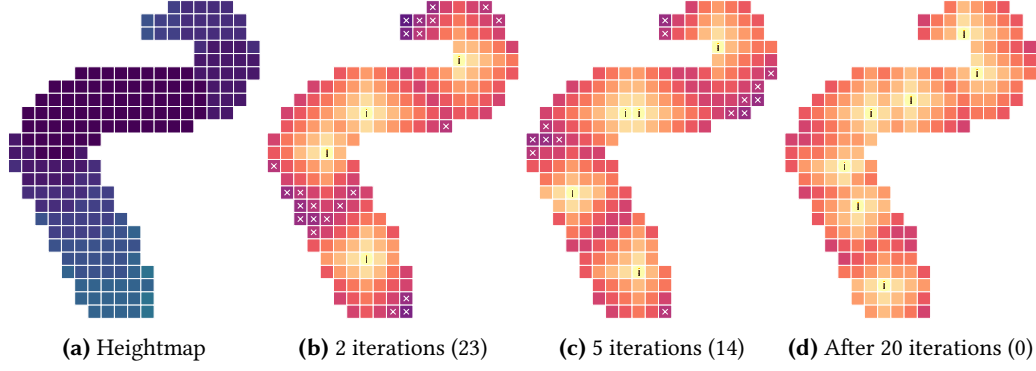 i
i
i
i
i i
i
i
i
i
i
i
i
i
i
(a) Heightmap
(b) 2 iterations (23)
(c) 5 iterations (14)
(d) After 20 iterations (0)